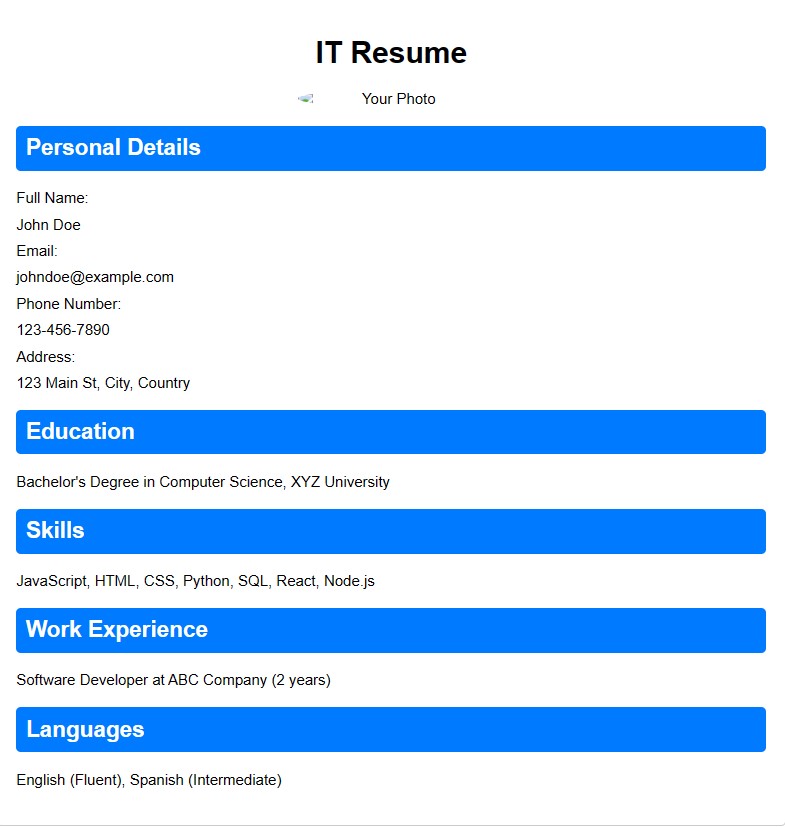 IT Resume
Your Photo
Personal Details
Full Name:
John Doe
Email:
johndoe@example.com
Phone Number:
123-456-7890
Address:
123 Main St, City, Country
Education
Bachelor's Degree in Computer Science, XYZ University
Skills
JavaScript, HTML, CSS, Python, SQL, React, Node.js
Work Experience
Software Developer at ABC Company (2 years)
Languages
English (Fluent), Spanish (Intermediate)